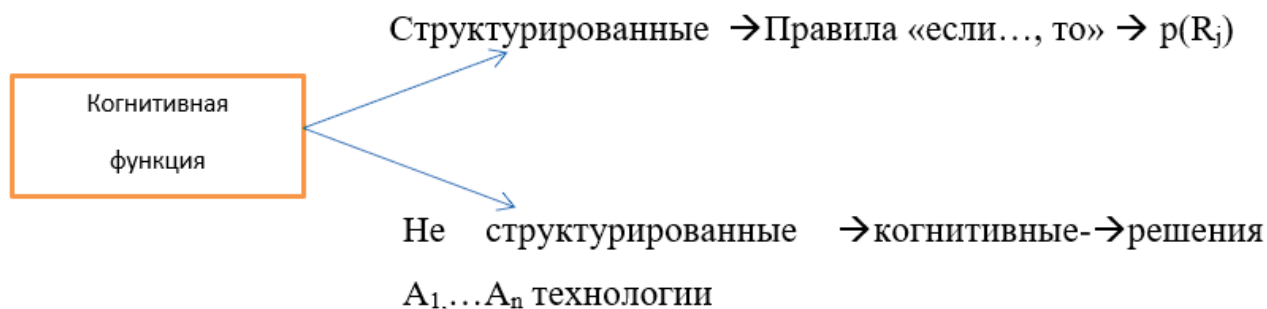 Структурированные →Правила «если…, то» → p(Rj)
Когнитивная
функция
Не структурированные →когнитивные-→решения
A1,…An технологии